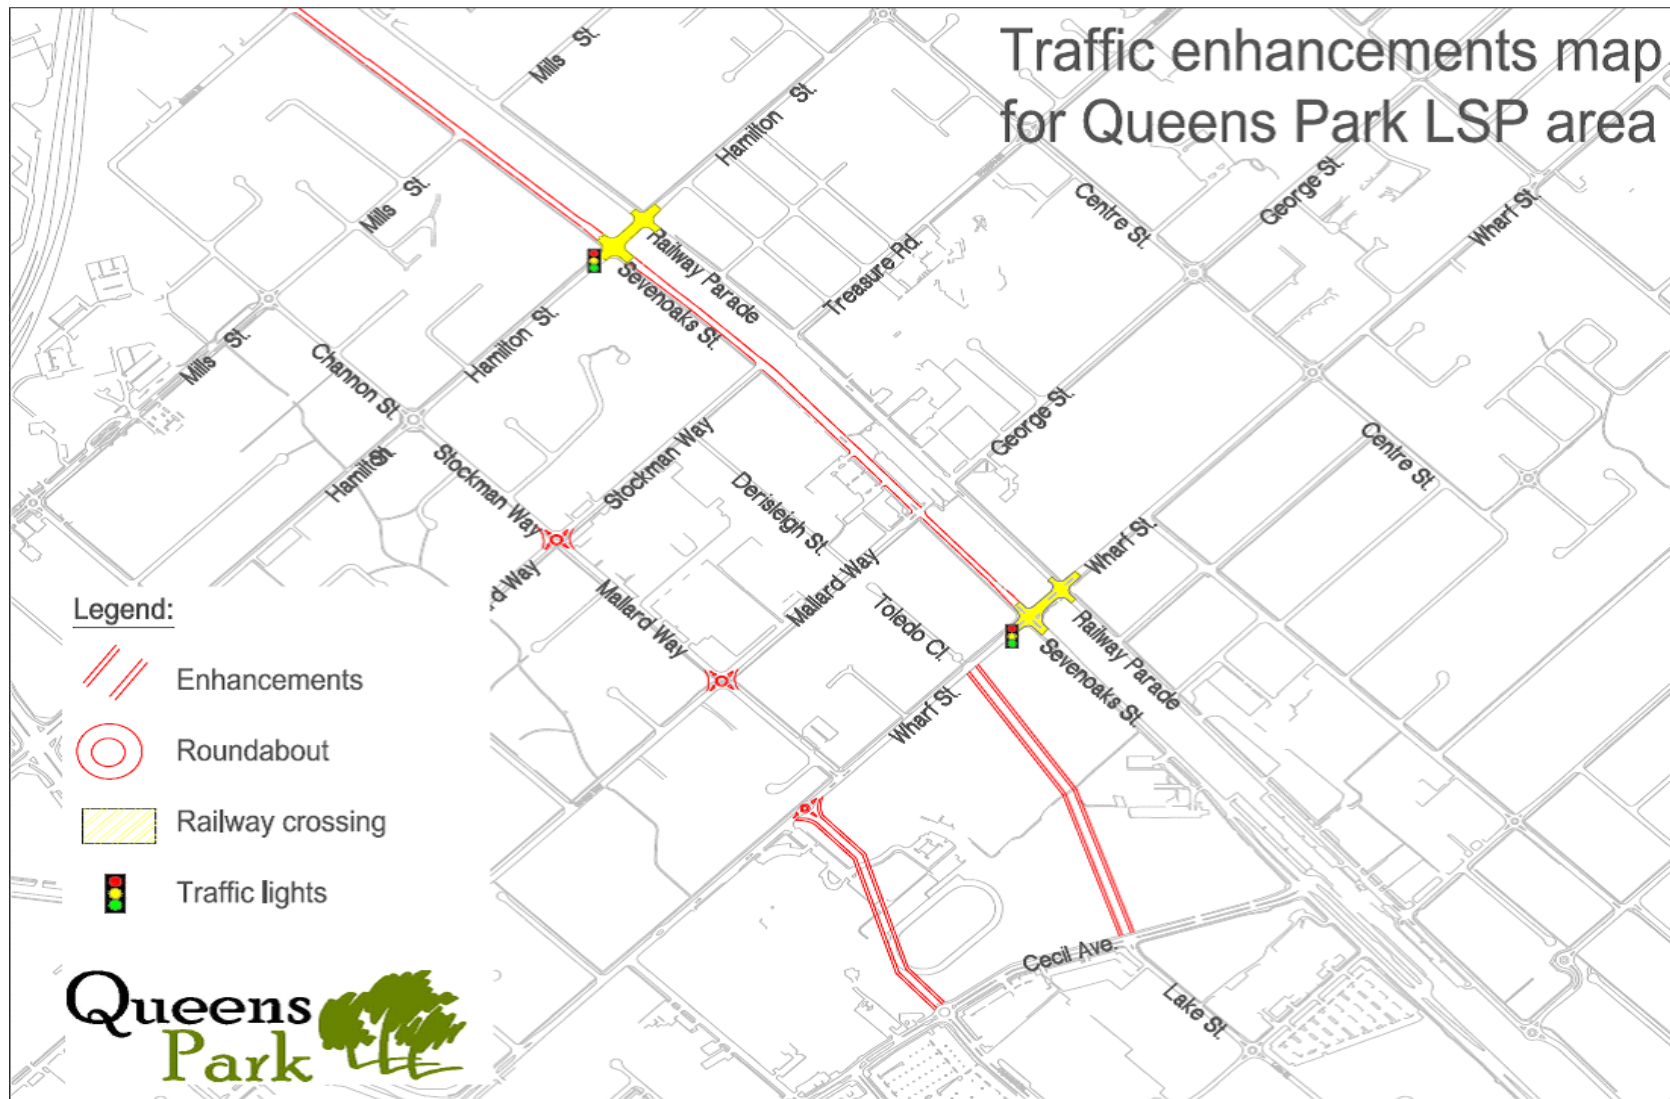 Traffic enhancements map
for Queens Park LSP area
Mills St.
Hamilton St.
Mills St.
Centre St.
George St.
Wharf St.
Railway Parade
Treasure Rd.
Sevenoaks St.
Mills St.
Channon St.
Hamilton St.
George St.
Centre St.
Hamilton St.
Stockman Way
Stockman Way
Derisleigh St.
Mallard Way
Mallard Way
d Way
Toledo Cl.
Wharf St.
Railway Parade
Sevenoaks St.
Wharf St.
Cecil Ave.
Lake St.
Legend:
Enhancements
Roundabout
Railway crossing
Traffic lights
Queens
Park